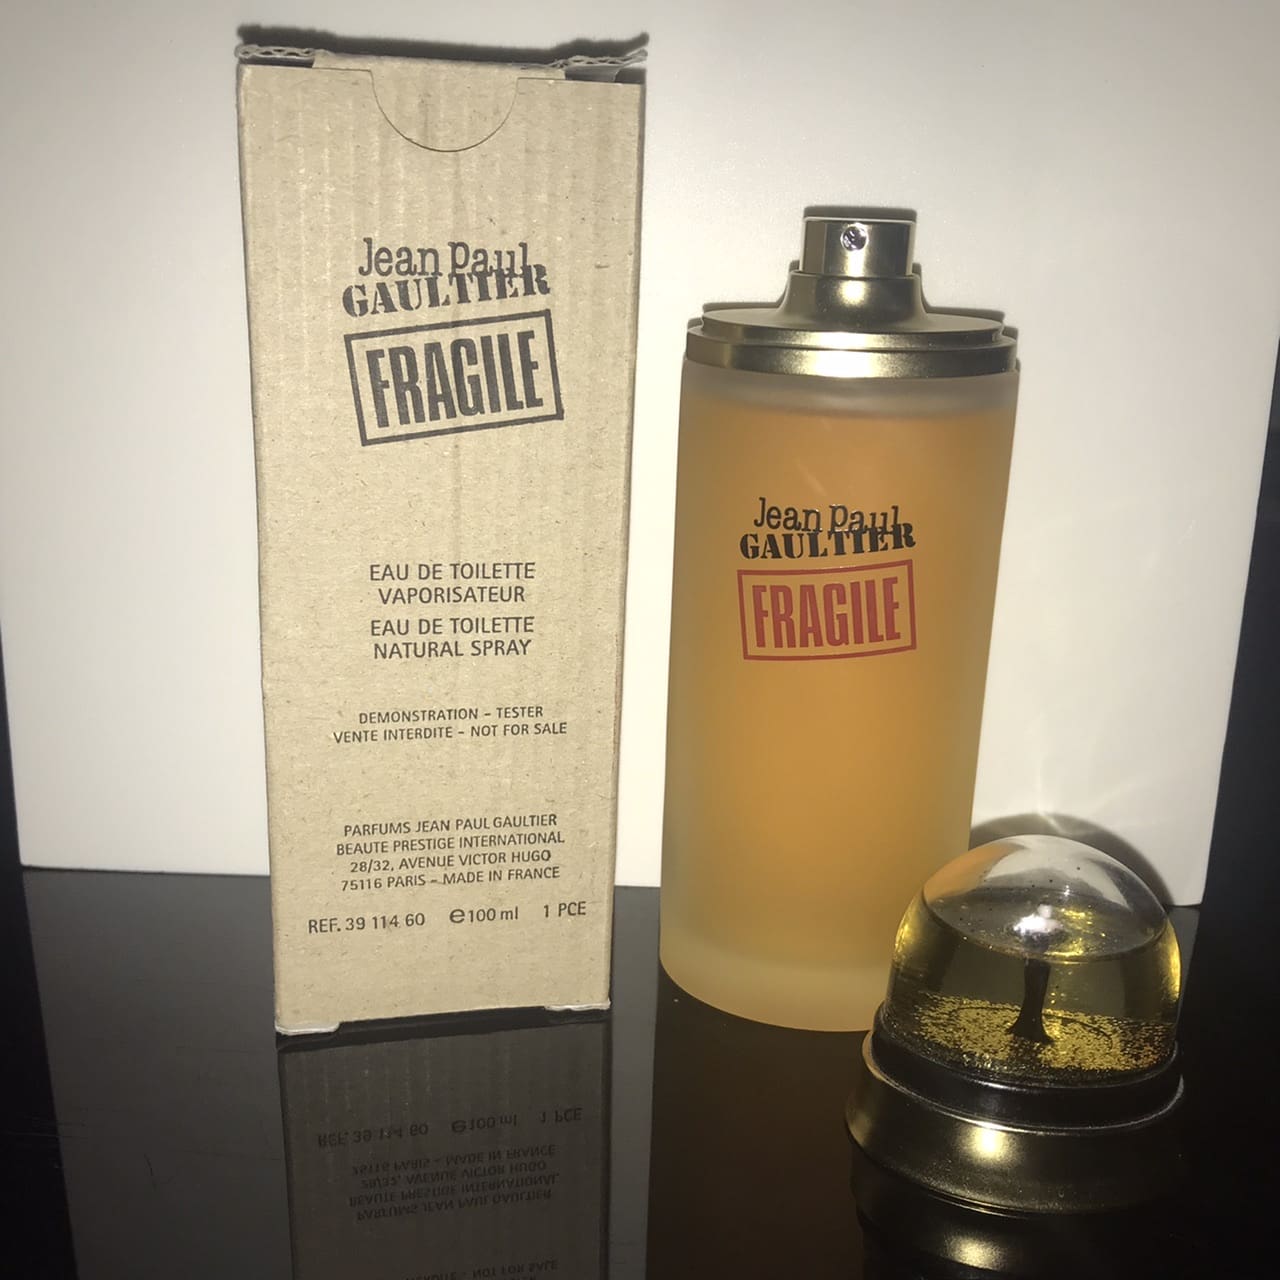 Jean Paul
GAULTIER
FRAGILE
EAU DE TOILETTE
VAPORISATEUR
EAU DE TOILETTE
NATURAL SPRAY
DEMONSTRATION – TESTER
VENTE INTERDITE – NOT FOR SALE
PARFUMS JEAN PAUL GAULTIER
BEAUTE PRESTIGE INTERNATIONAL
28/32, AVENUE VICTOR HUGO
75116 PARIS – MADE IN FRANCE
REF. 39 114 60 e 100 ml 1 PCE
Jean Paul
GAULTIER
FRAGILE